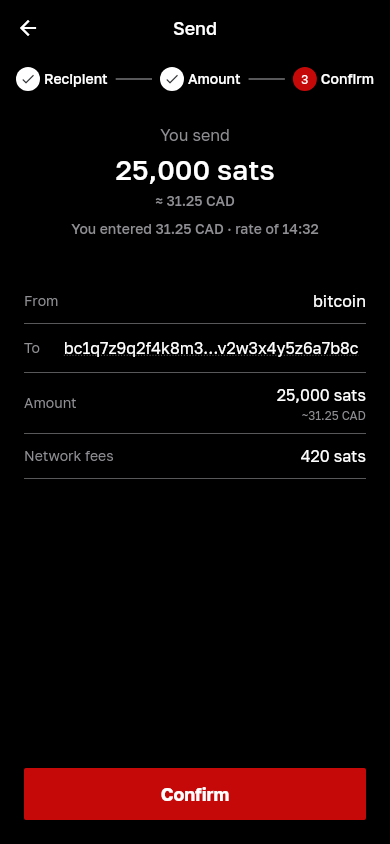 Send
Recipient
Amount
3 Confirm
You send
25,000 sats
≈ 31.25 CAD
You entered 31.25 CAD · rate of 14:32
From bitcoin
To bc1q7z9q2f4k8m3...v2w3x4y5z6a7b8c
Amount 25,000 sats
~31.25 CAD
Network fees 420 sats
Confirm